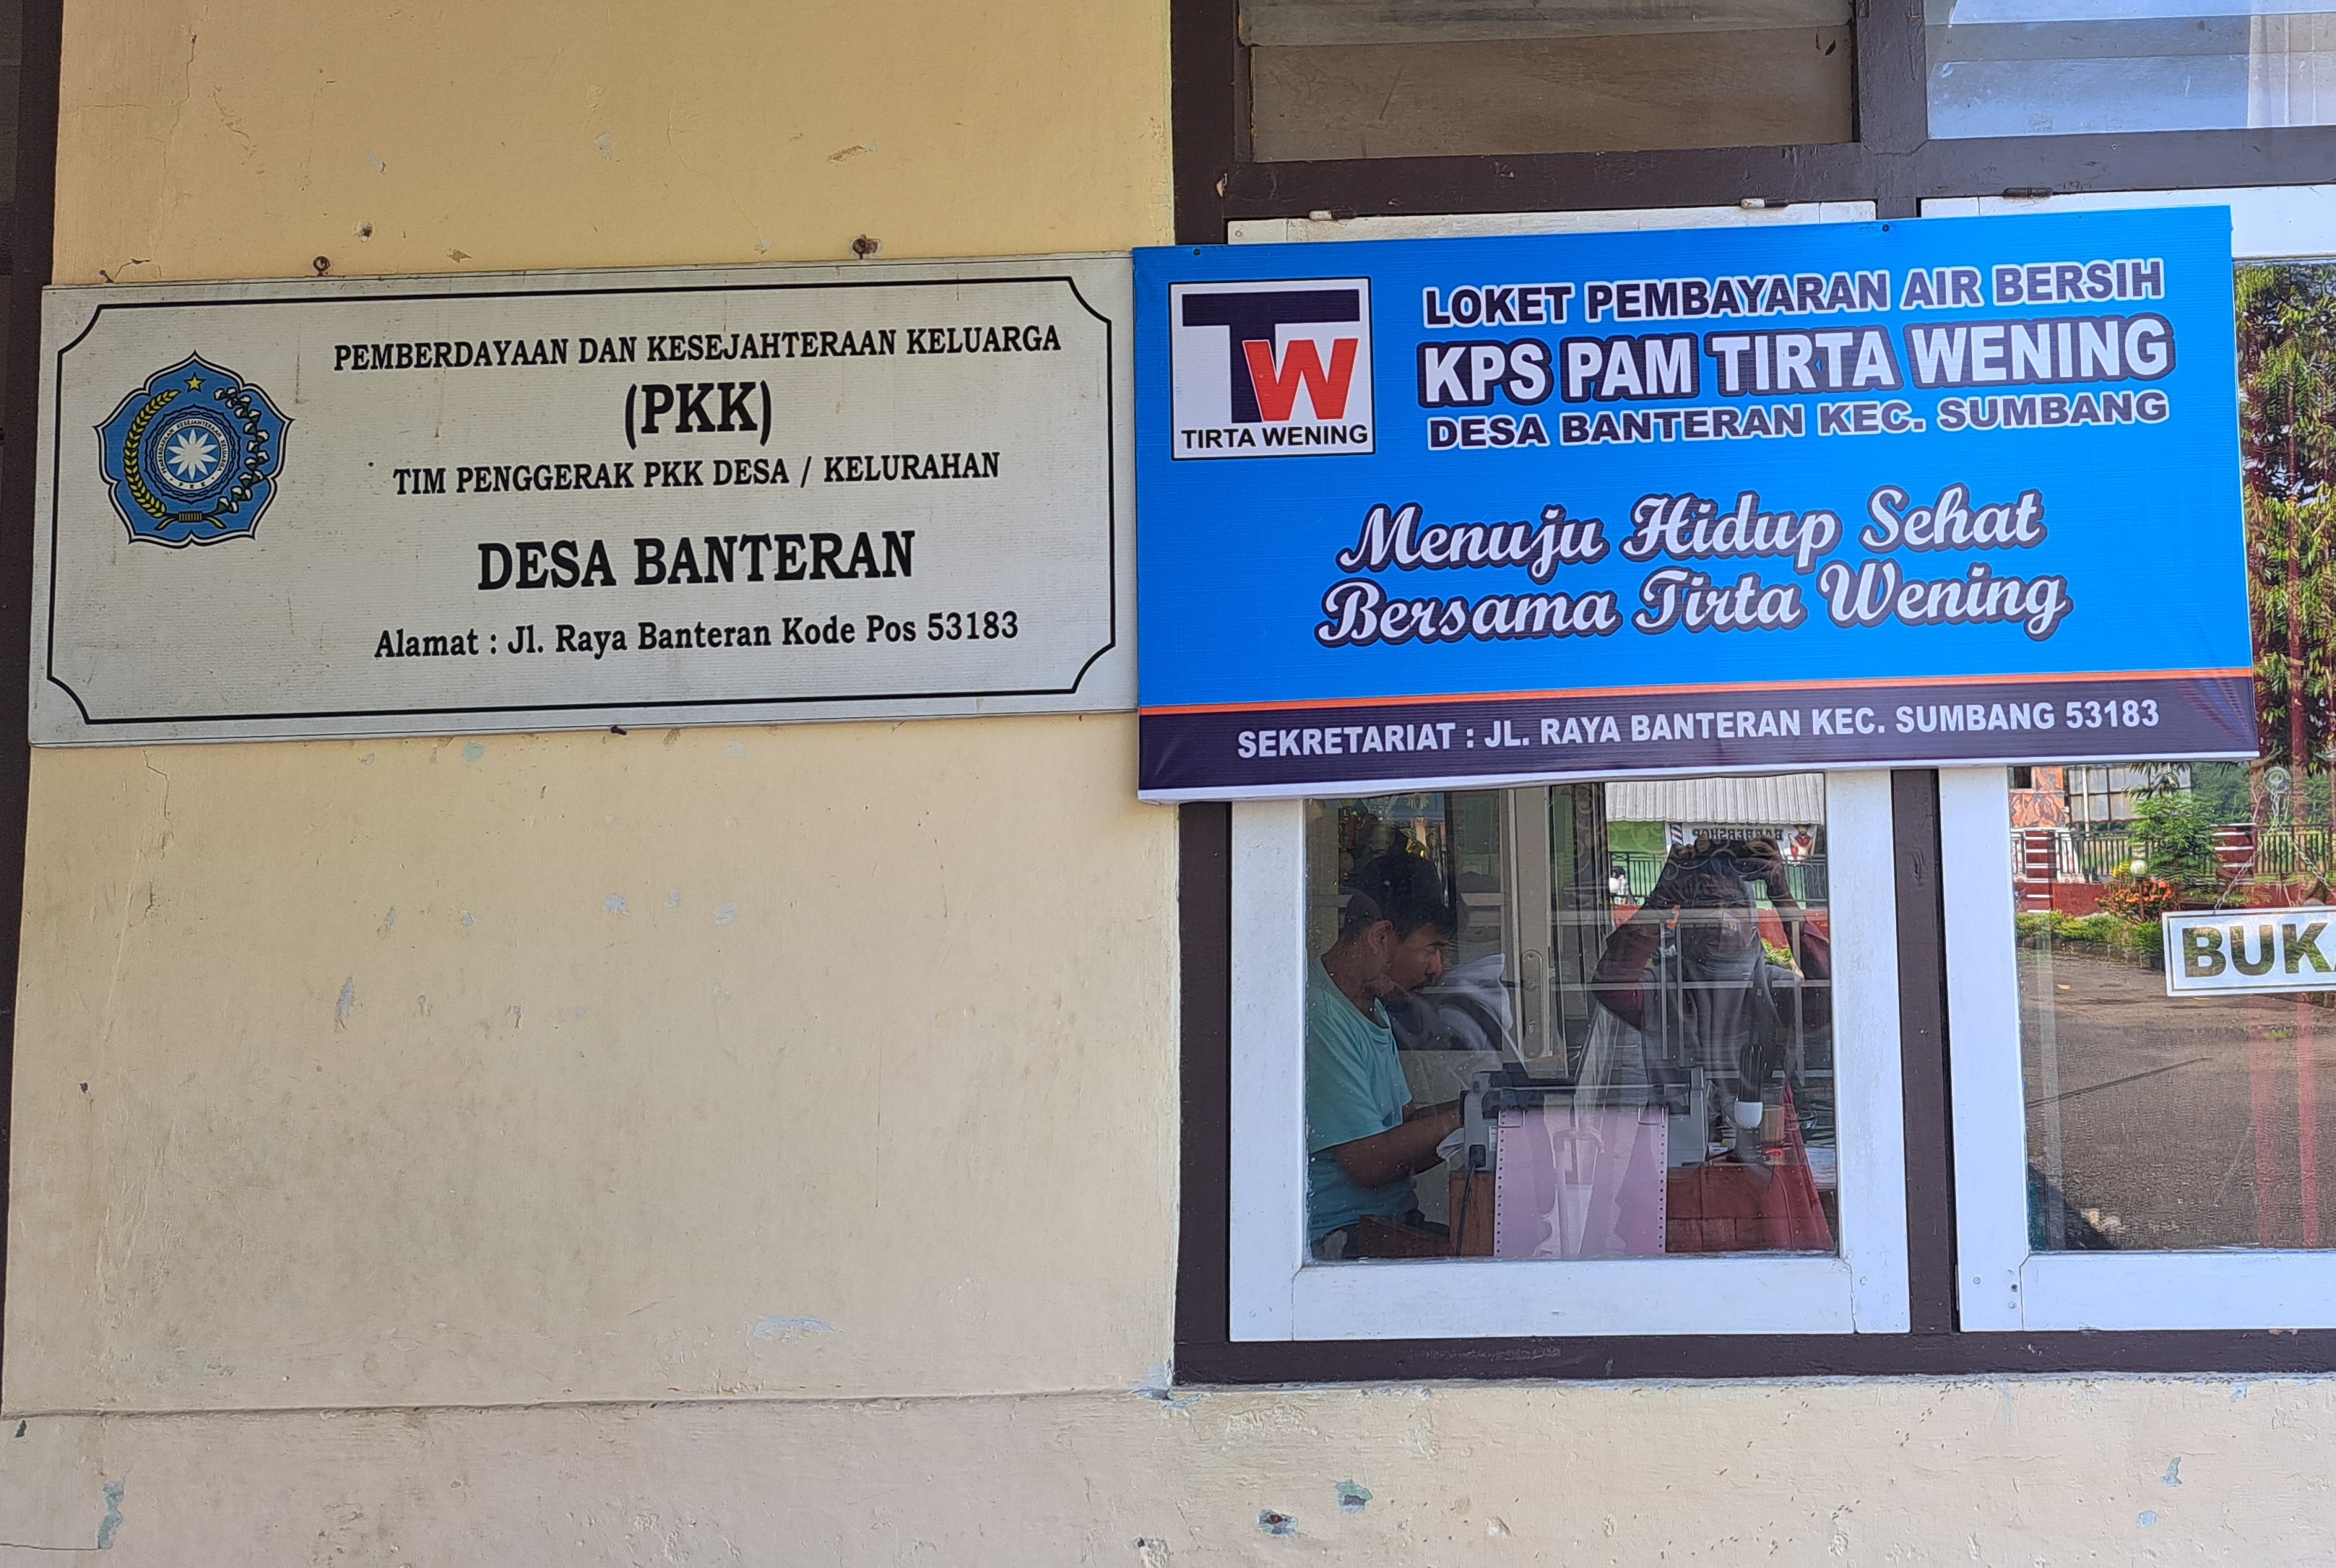 PEMBERDAYAAN DAN KESEJAHTERAAN KELUARGA
(PKK)
TIM PENGGERAK PKK DESA / KELURAHAN
DESA BANTERAN
Alamat : Jl. Raya Banteran Kode Pos 53183
TW
TIRTA WENING
LOKET PEMBAYARAN AIR BERSIH
KPS PAM TIRTA WENING
DESA BANTERAN KEC. SUMBANG
Menuju Hidup Sehat
Bersama Tirta Wening
SEKRETARIAT : JL. RAYA BANTERAN KEC. SUMBANG 53183
BARBERSHOP
BUKA